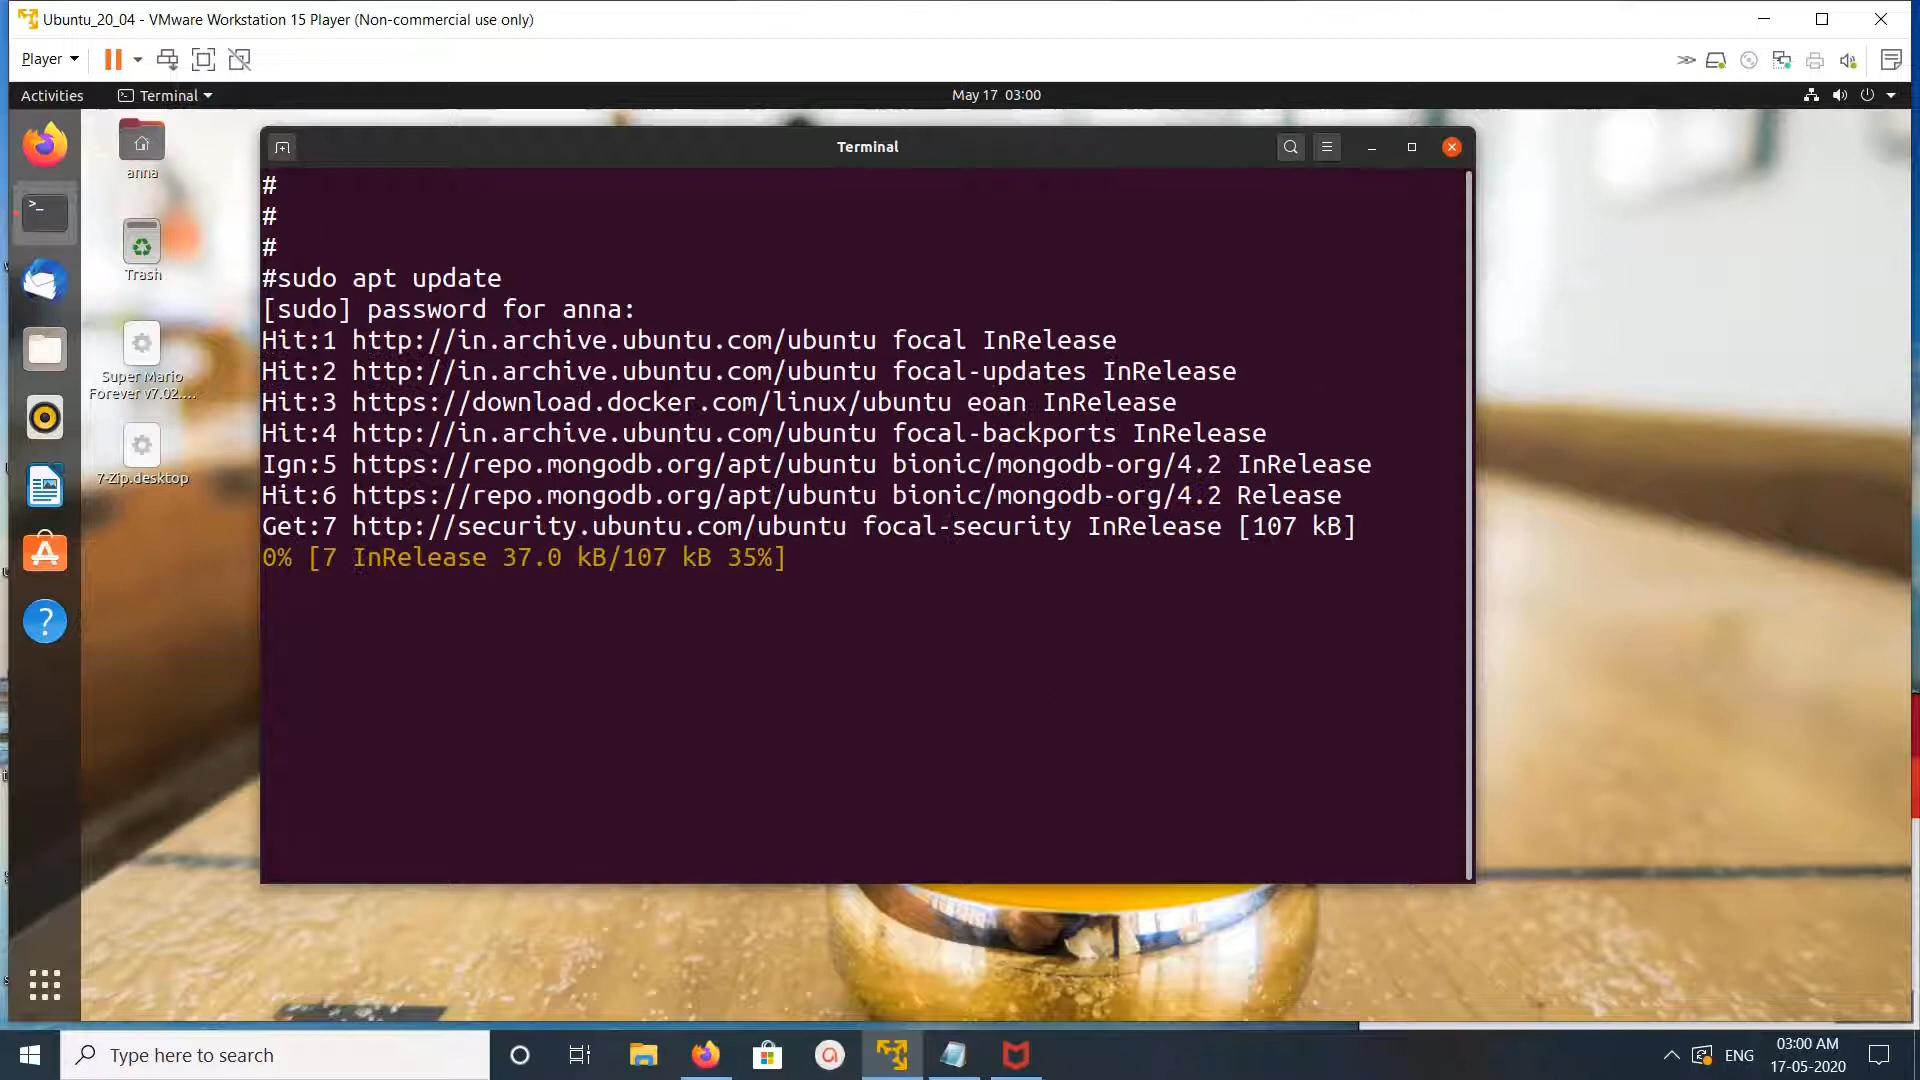 Ubuntu_20_04 - VMware Workstation 15 Player (Non-commercial use only)
Player
Activities
Terminal
May 17 03:00
anna
Trash
Super Mario
Forever v7.02....
7-Zip.desktop
Terminal
#
#
#
#sudo apt update
[sudo] password for anna:
Hit:1 http://in.archive.ubuntu.com/ubuntu focal InRelease
Hit:2 http://in.archive.ubuntu.com/ubuntu focal-updates InRelease
Hit:3 https://download.docker.com/linux/ubuntu eoan InRelease
Hit:4 http://in.archive.ubuntu.com/ubuntu focal-backports InRelease
Ign:5 https://repo.mongodb.org/apt/ubuntu bionic/mongodb-org/4.2 InRelease
Hit:6 https://repo.mongodb.org/apt/ubuntu bionic/mongodb-org/4.2 Release
Get:7 http://security.ubuntu.com/ubuntu focal-security InRelease [107 kB]
0% [7 InRelease 37.0 kB/107 kB 35%]
Type here to search
ENG
03:00 AM
17-05-2020